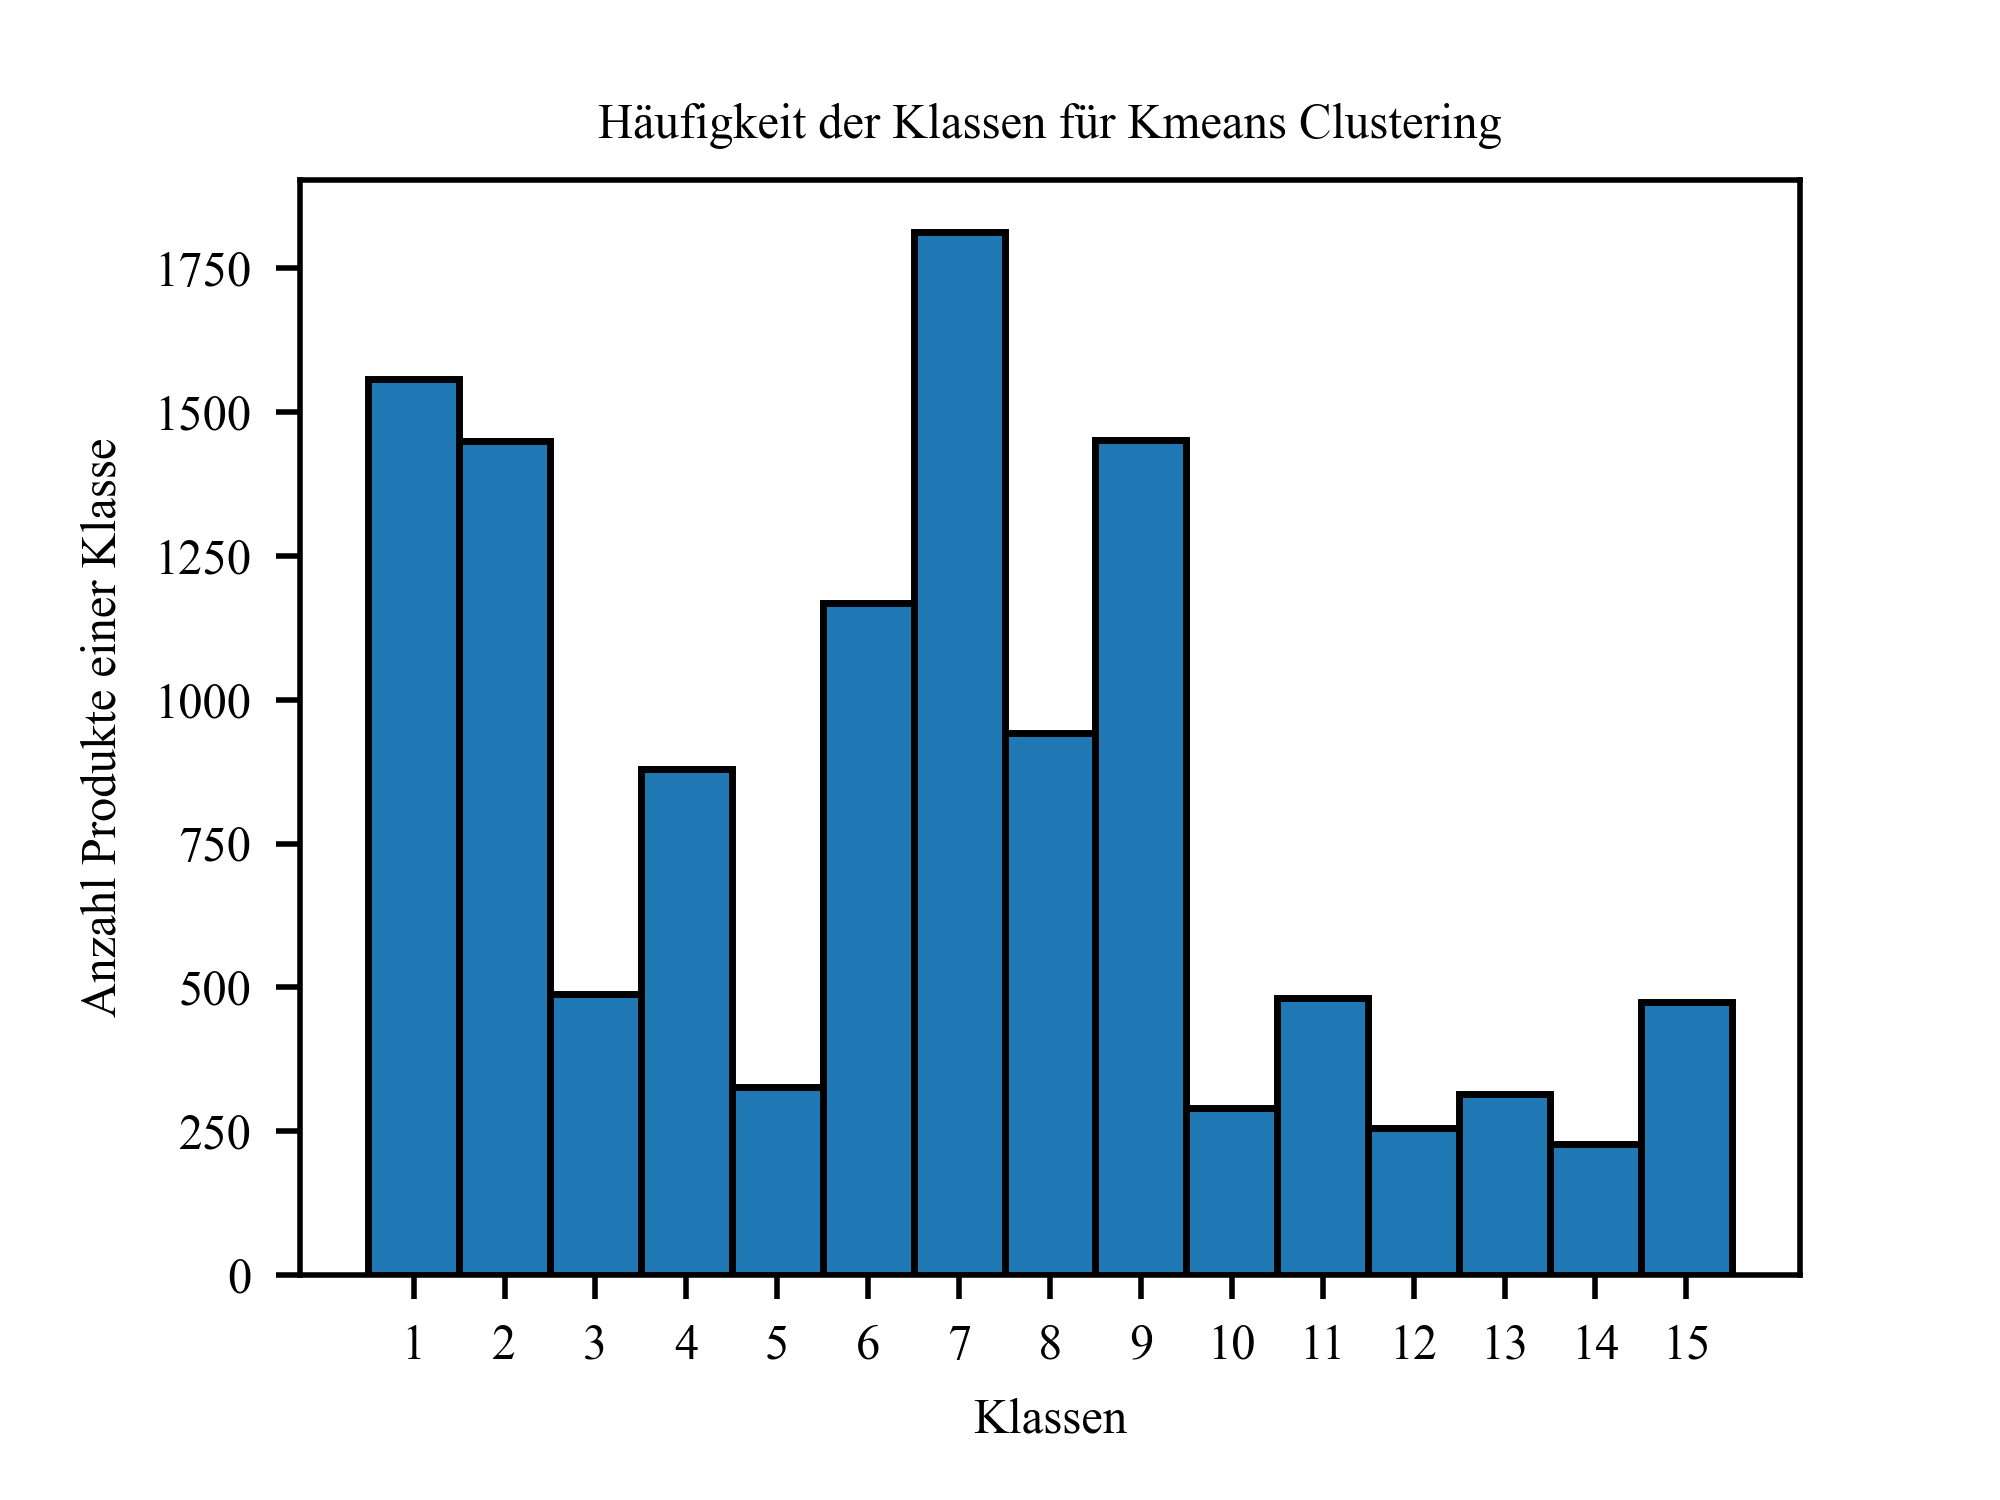 Häufigkeit der Klassen für Kmeans Clustering
Anzahl Produkte einer Klasse
1750
1500
1250
1000
750
500
250
0
1 2 3 4 5 6 7 8 9 10 11 12 13 14 15
Klassen